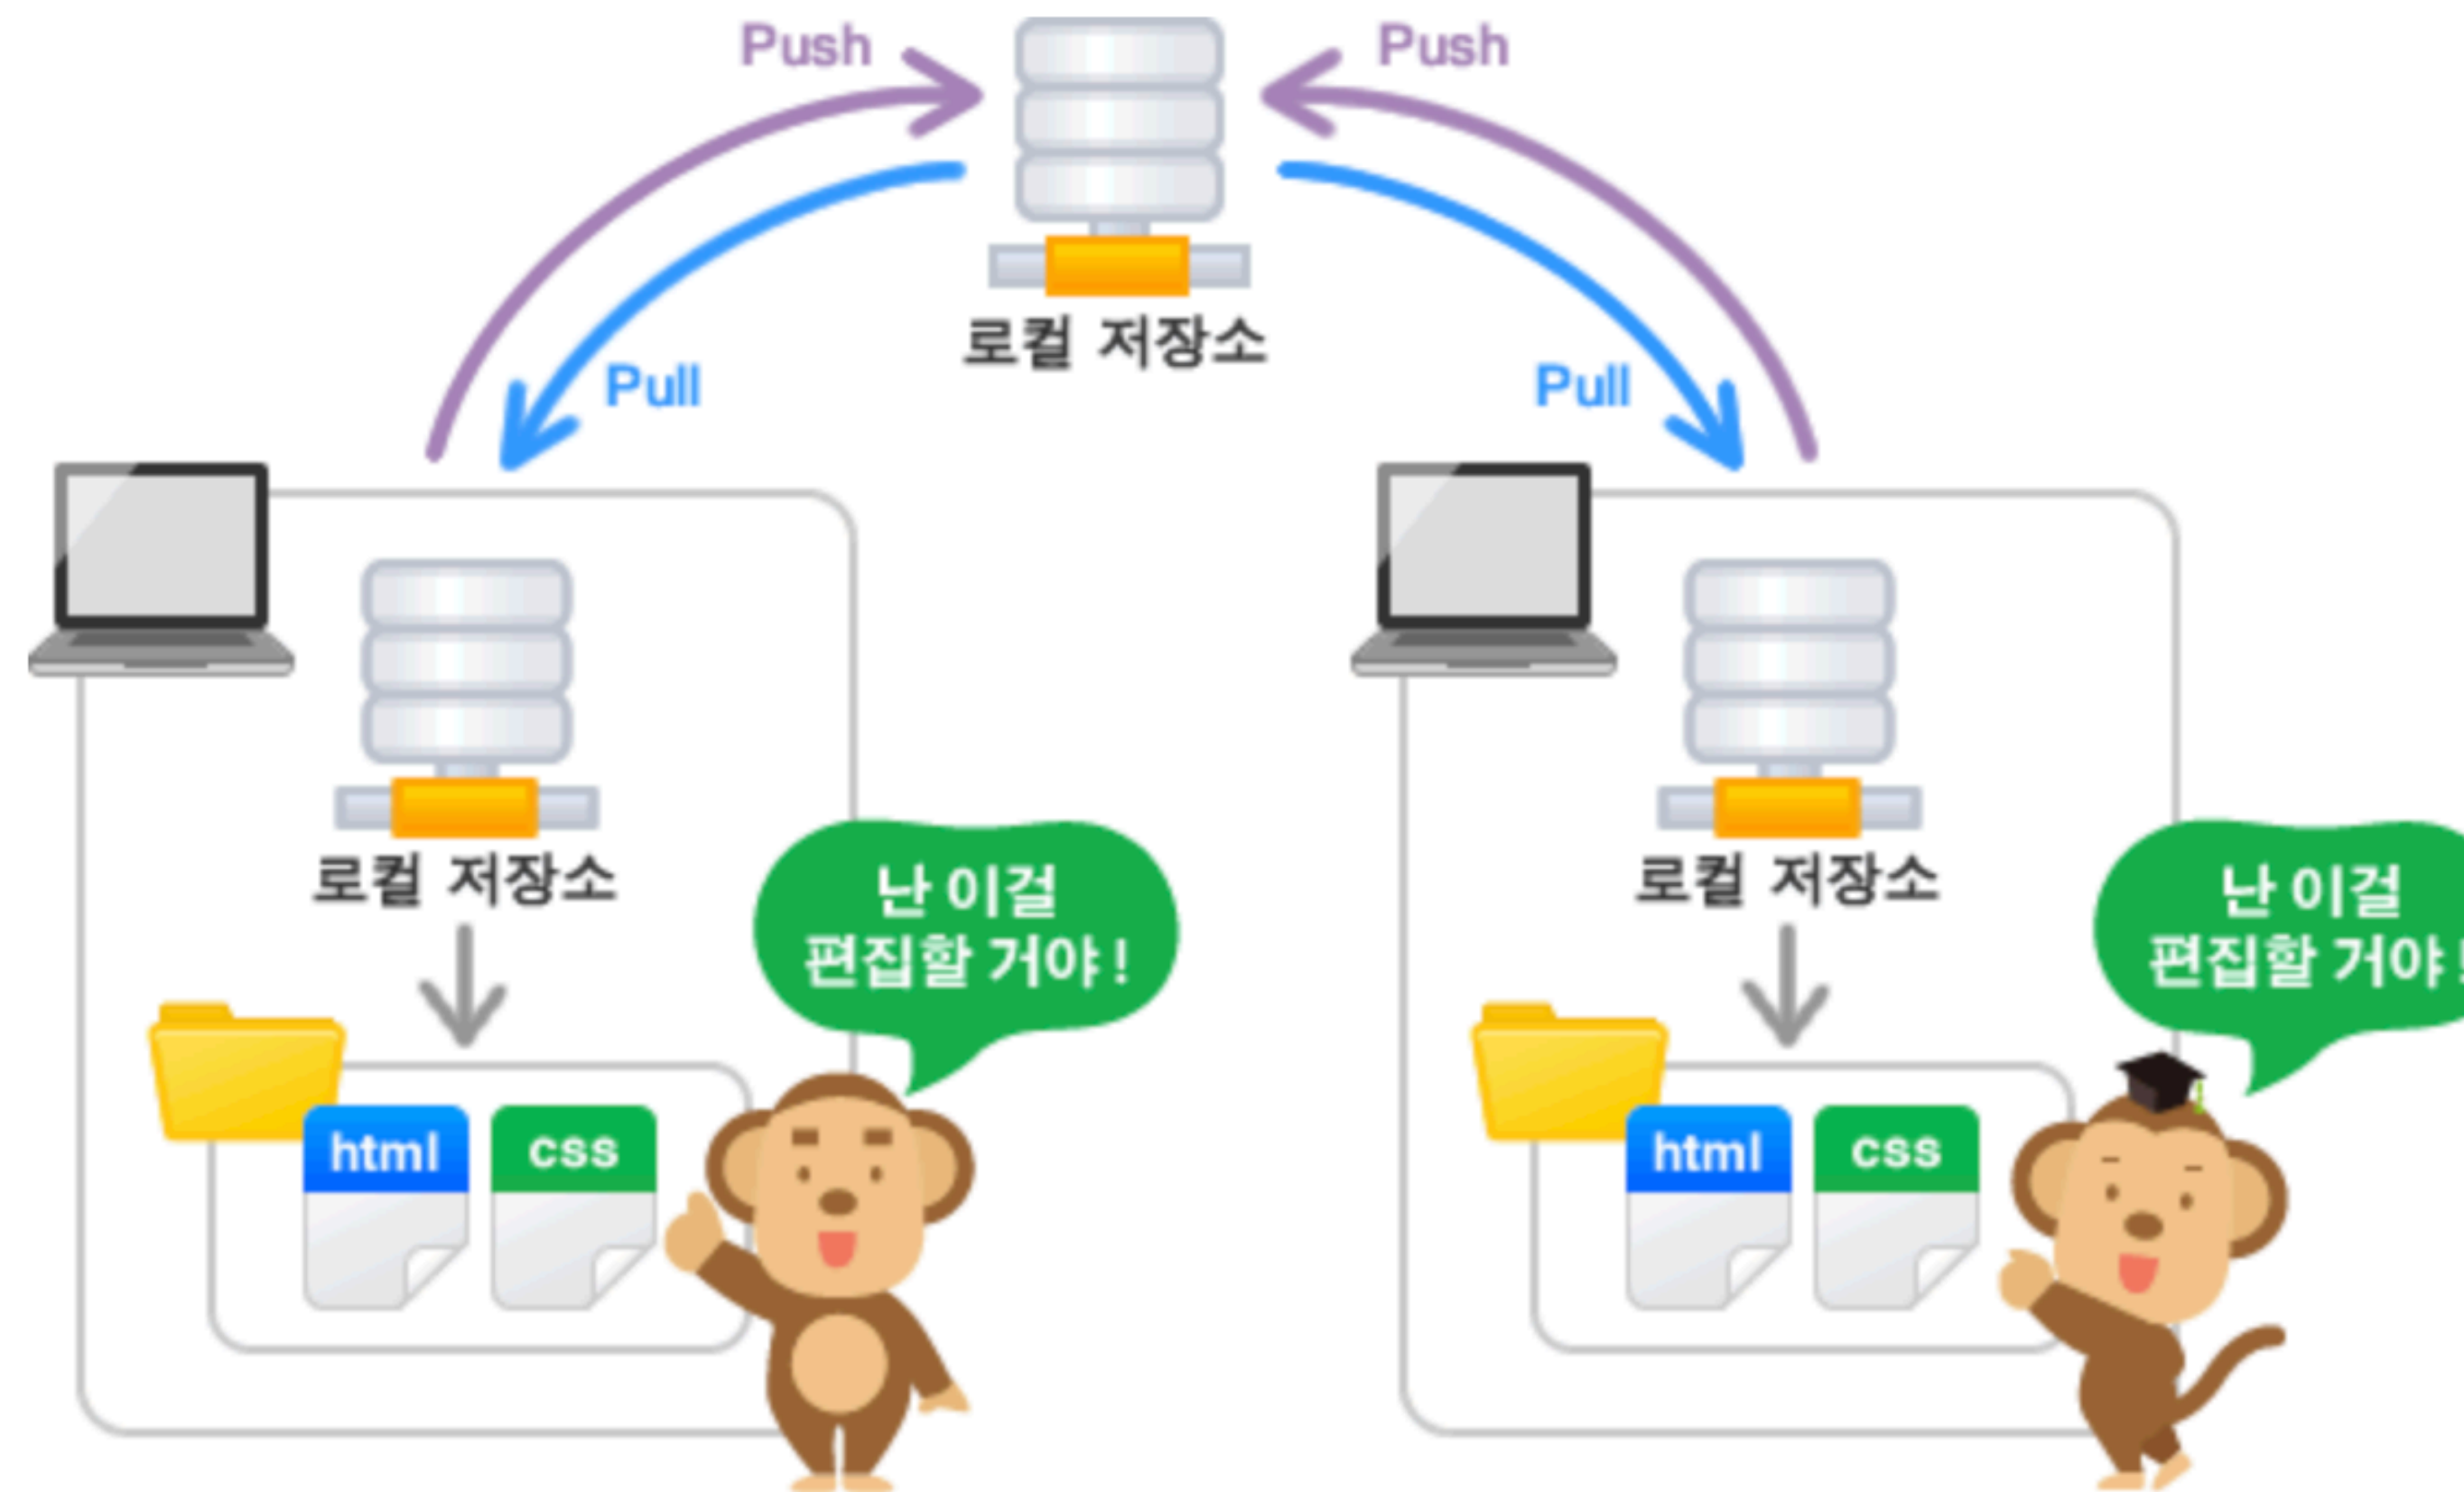 Push
Push
로컬 저장소
Pull
Pull
로컬 저장소
로컬 저장소
난 이걸
편집할 거야 !
난 이걸
편집할 거야 !
html
css
html
css